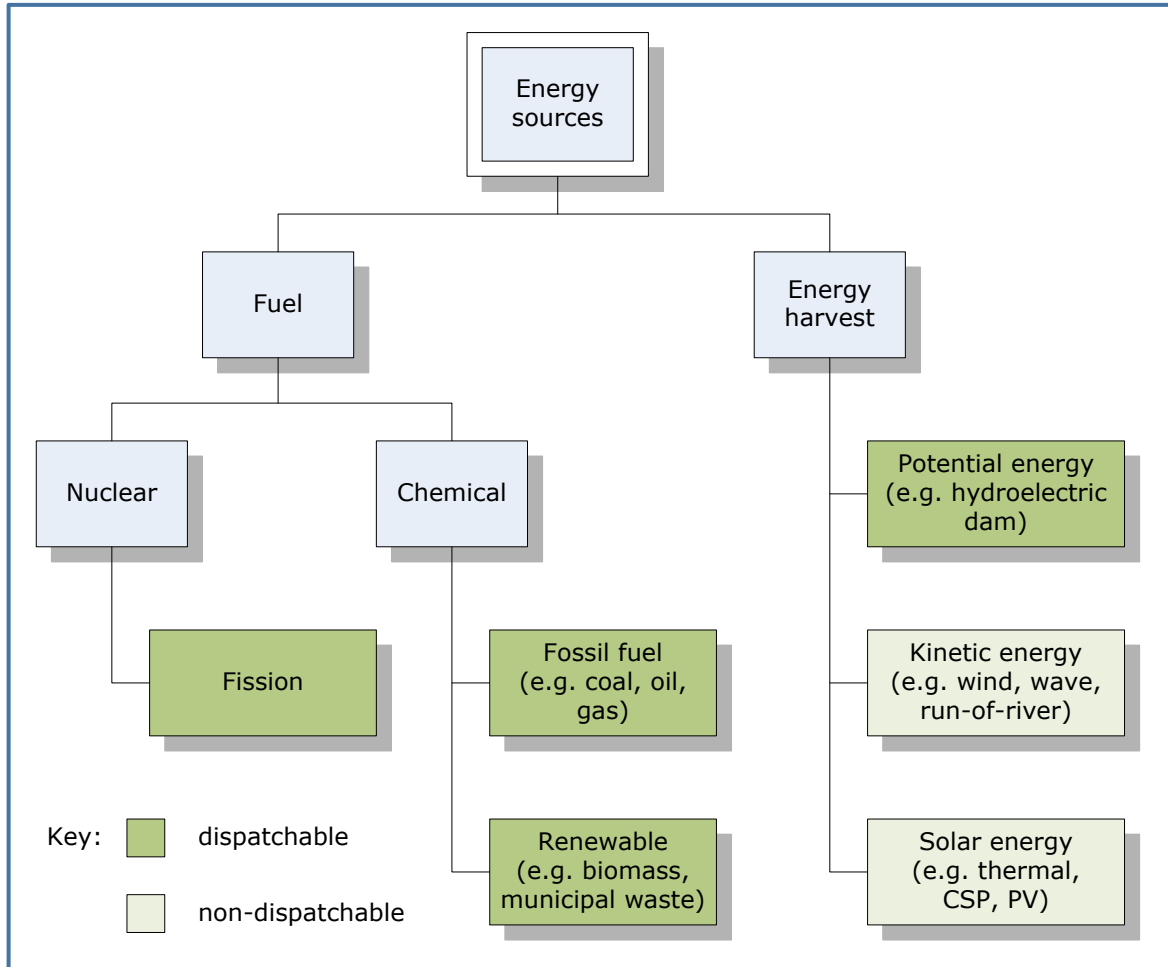 Energy
sources
Fuel
Energy
harvest
Nuclear
Chemical
Potential energy
(e.g. hydroelectric
dam)
Fission
Fossil fuel
(e.g. coal, oil,
gas)
Kinetic energy
(e.g. wind, wave,
run-of-river)
Key:
dispatchable
non-dispatchable
Renewable
(e.g. biomass,
municipal waste)
Solar energy
(e.g. thermal,
CSP, PV)